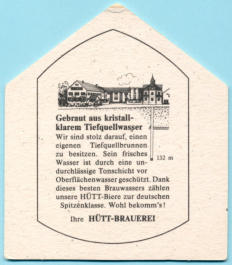 Gebraut aus kristall-
klarem Tiefquellwasser
Wir sind stolz darauf, einen
eigenen Tiefquellbrunnen
zu besitzen. Sein frisches
132 m
Wasser ist durch eine un-
durchlässige Tonschicht vor
Oberflächenwasser geschützt. Dank
dieses besten Brauwassers zählen
unsere HÜTT-Biere zur deutschen
Spitzenklasse. Wohl bekomm's!
Ihre HÜTT-BRAUEREI